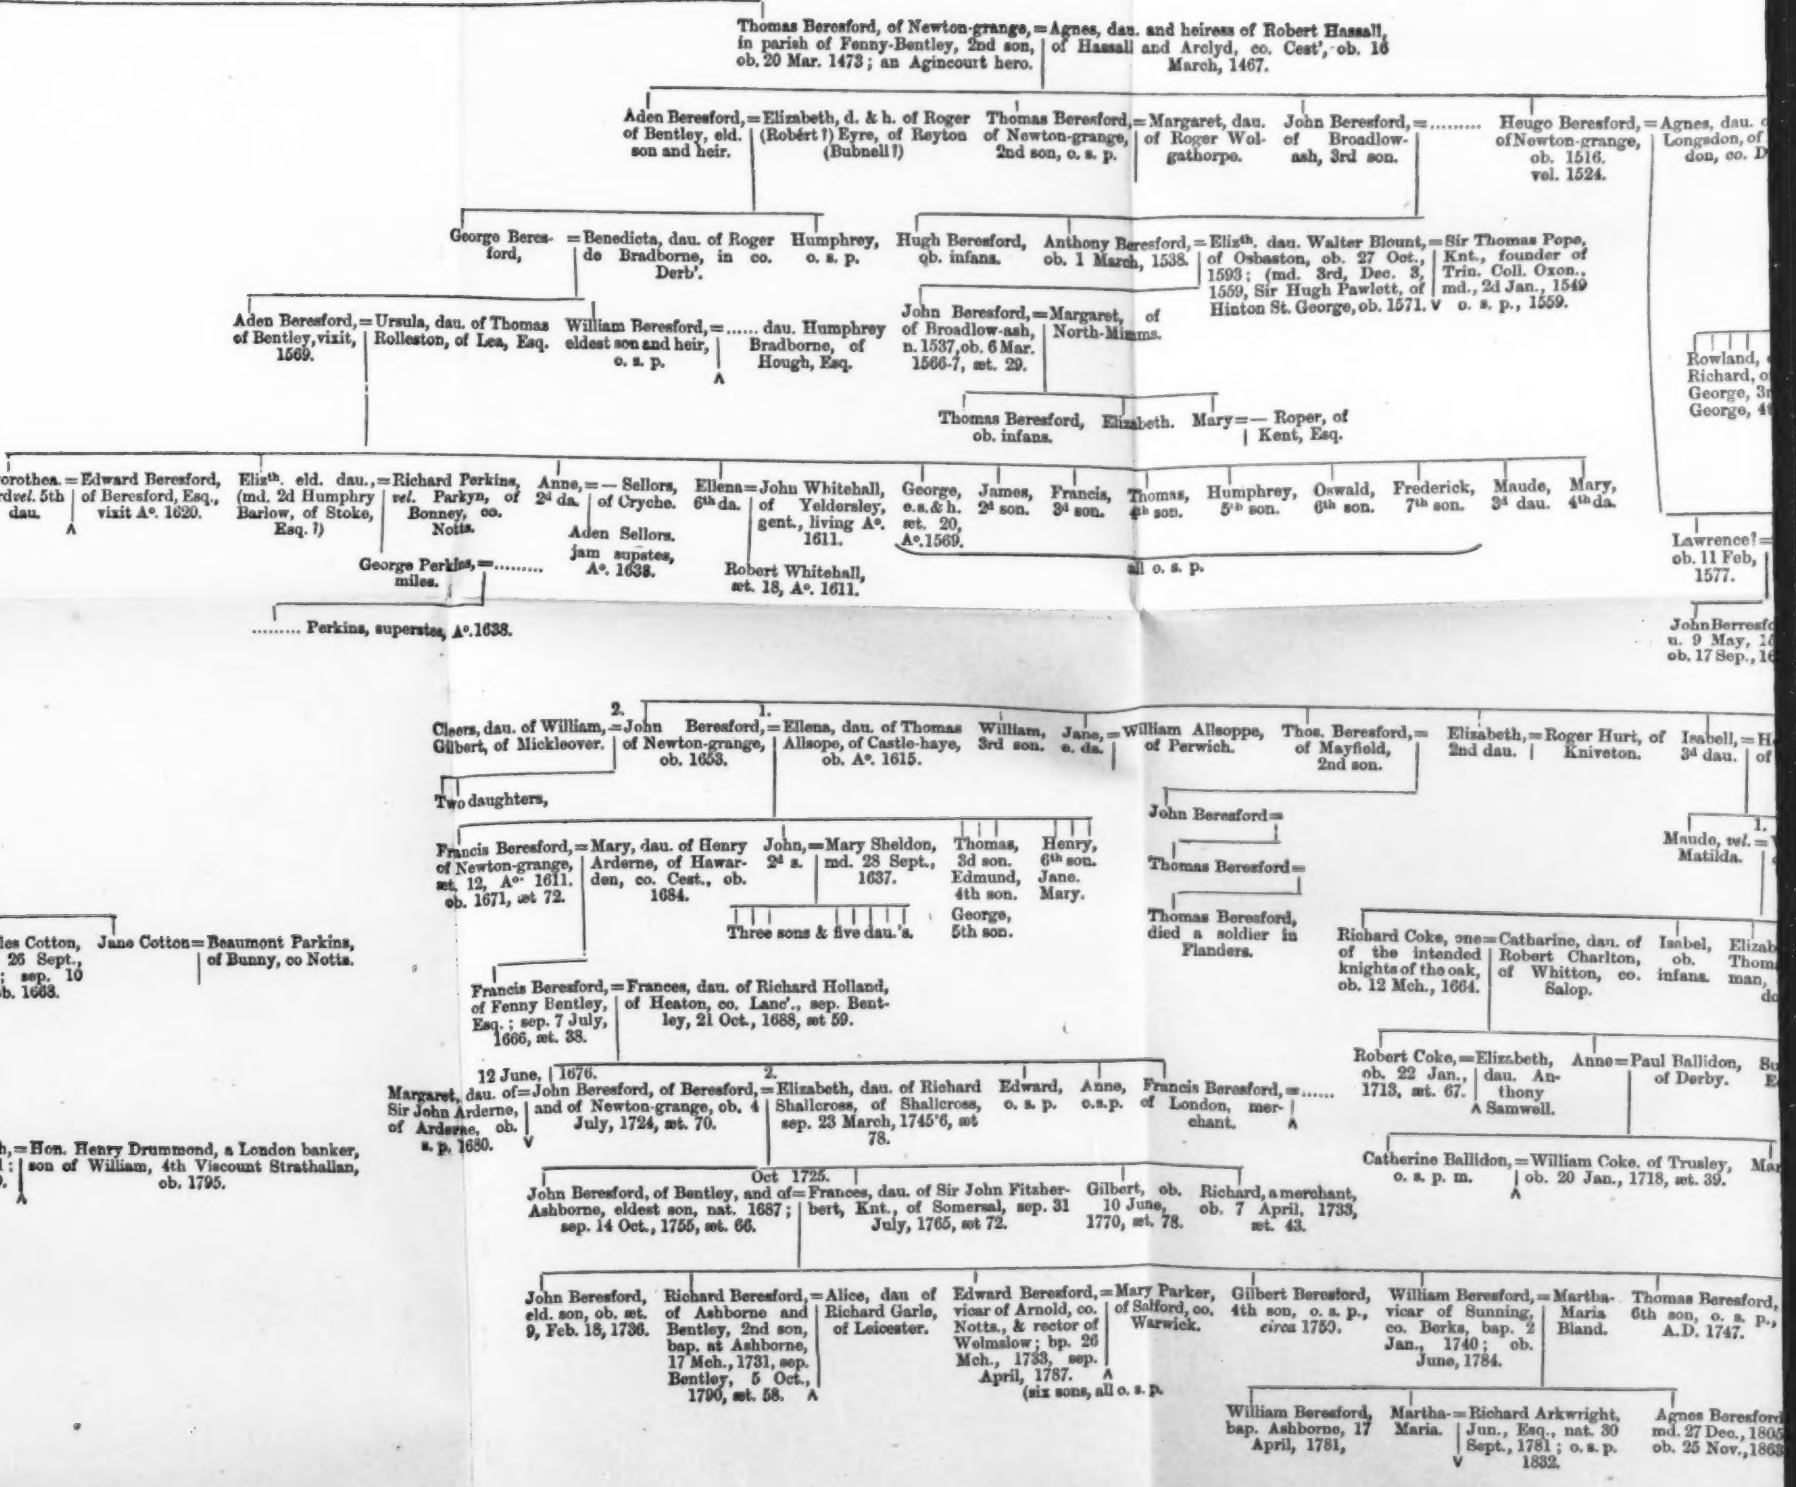 Thomas Beresford, of Newton-grange,
in parish of Fenny-Bentley, 2nd son,
ob. 20 Mar. 1473; an Agincourt hero.
=Agnes, dau. and heiress of Robert Hassall,
of Hassall and Arclyd, co. Cest', ob. 16
March, 1467.
Aden Beresford,
of Bentley, eld.
son and heir.
=Elizabeth, d. & h. of Roger
(Robert?) Eyre, of Reyton
(Bubnell?)
Thomas Beresford,
of Newton-grange,
2nd son, o. s. p.
=Margaret, dau.
of Roger Wol-
gathorpe.
John Beresford,=.........
of Broadlow-
ash, 3rd son.
Heugo Beresford,
of Newton-grange,
ob. 1516.
vel. 1524.
=Agnes, dau.
Longsdon, of
don, co. D
George Beres-
ford,
=Benedicta, dau. of Roger
de Bradborne, in co.
Derb'.
Humphrey,
o. s. p.
Hugh Beresford,
ob. infans.
Anthony Beresford,
ob. 1 March, 1538.
=Elizth. dau. Walter Blount,
of Osbaston, ob. 27 Oct.,
1593; (md. 3rd, Dec. 3,
1559, Sir Hugh Pawlett, of
Hinton St. George, ob. 1571.
=Sir Thomas Pope,
Knt., founder of
Trin. Coll. Oxon.,
md., 2d Jan., 1549
o. s. p., 1559.
Aden Beresford,
of Bentley, vixit,
1569.
=Ursula, dau. of Thomas
Rolleston, of Lea, Esq.
William Beresford,
eldest son and heir,
o. s. p.
=...... dau. Humphrey
Bradborne, of
Hough, Esq.
John Beresford,
of Broadlow-ash,
n. 1537, ob. 6 Mar.
1566-7, æt. 29.
=Margaret, of
North-Mimms.
Rowland,
Richard, o
George, 3r
George, 4t
Thomas Beresford,
ob. infans.
Elizabeth.
Mary=— Roper, of
Kent, Esq.
orothea.
rd vel. 5th
dau.
=Edward Beresford,
of Beresford, Esq.,
vixit Ao. 1620.
Elizth. eld. dau.,
(md. 2d Humphry
Barlow, of Stoke,
Esq. ?)
=Richard Perkins,
vel. Parkyn, of
Bonney, co.
Notts.
Anne,
2d da.
=— Sellors,
of Cryche.
Aden Sellors.
jam supstes,
Ao. 1638.
Ellena
6th da.
=John Whitehall,
of Yeldersley,
gent., living Ao.
1611.
Robert Whitehall,
æt. 18, Ao. 1611.
George,
e.s. & h.
æt. 20,
Ao. 1569.
James,
2d son.
Francis,
3d son.
Thomas,
4th son.
Humphrey,
5th son.
Oswald,
6th son.
Frederick,
7th son.
Maude,
3d dau.
Mary,
4th da.
all o. s. p.
George Perkins,=.........
miles.
......... Perkins, superstes, Ao. 1638.
Lawrence?=
ob. 11 Feb,
1577.
John Berresfo
n. 9 May,
ob. 17 Sep., 16
Cleers, dau. of William,
Gilbert, of Mickleover.
2.
=John Beresford,
of Newton-grange,
ob. 1653.
1.
=Ellena, dau. of Thomas
Allsope, of Castle-haye,
ob. Ao. 1615.
William,
3rd son.
Jane,
e. da.
=William Allsoppe,
of Perwich.
Thos. Beresford,=
of Mayfield,
2nd son.
Elizabeth,
2nd dau.
=Roger Hurt, of
Kniveton.
Isabell,
3d dau.
=H
of
Two daughters,
John Beresford=
Thomas Beresford=
Thomas Beresford,
died a soldier in
Flanders.
Francis Beresford,
of Newton-grange,
æt. 12, Ao. 1611.
ob. 1671, æt 72.
=Mary, dau. of Henry
Arderne, of Hawar-
den, co. Cest., ob.
1684.
John,
2d s.
=Mary Sheldon,
md. 28 Sept.,
1637.
Three sons & five dau.'s.
Thomas,
3d son.
Edmund,
4th son.
George,
5th son.
Henry,
6th son.
Jane.
Mary.
1.
Maude, vel.=
Matilda.
les Cotton,
26 Sept.,
; sep. 10
b. 1663.
Jane Cotton=Beaumont Parkins,
of Bunny, co Notts.
Richard Coke, one
of the intended
knights of the oak,
ob. 12 Mch., 1664.
=Catharine, dau. of
Robert Charlton,
of Whitton, co.
Salop.
Isabel,
ob.
infans.
Elizab
Thom
man,
do
Francis Beresford,
of Fenny Bentley,
Esq.; sep. 7 July,
1666, æt. 38.
=Frances, dau. of Richard Holland,
of Heaton, co. Lanc'., sep. Bent-
ley, 21 Oct., 1688, æt 59.
Robert Coke,
ob. 22 Jan.,
1713, æt. 67.
=Elizabeth,
dau. An-
thony
Samwell.
Anne=Paul Ballidon,
of Derby.
Su
E
12 June, 1676.
Margaret, dau. of
Sir John Arderne,
of Arderne, ob.
s. p. 1680.
=John Beresford, of Beresford,
and of Newton-grange, ob. 4
July, 1724, æt. 70.
2.
=Elizabeth, dau. of Richard
Shallcross, of Shallcross,
sep. 23 March, 1745'6, æt
78.
Edward,
o. s. p.
Anne,
o.s.p.
Francis Beresford,=......
of London, mer-
chant.
h,=Hon. Henry Drummond, a London banker,
son of William, 4th Viscount Strathallan,
ob. 1795.
Catherine Ballidon,
o. s. p. m.
=William Coke. of Trusley,
ob. 20 Jan., 1718, æt. 39.
Mar
Oct 1725.
John Beresford, of Bentley, and of
Ashborne, eldest son, nat. 1687;
sep. 14 Oct., 1755, æt. 66.
=Frances, dau. of Sir John Fitzher-
bert, Knt., of Somersal, sep. 31
July, 1765, æt 72.
Gilbert, ob.
10 June,
1770, æt. 78.
Richard, a merchant,
ob. 7 April, 1733,
æt. 43.
John Beresford,
eld. son, ob. æt.
9, Feb. 18, 1736.
Richard Beresford,
of Ashborne and
Bentley, 2nd son,
bap. at Ashborne,
17 Mch., 1731, sep.
Bentley, 5 Oct.,
1790, æt. 58.
=Alice, dau of
Richard Garle,
of Leicester.
Edward Beresford,
vicar of Arnold, co.
Notts., & rector of
Welmslow; bp. 26
Mch., 1733, sep.
April, 1787.
=Mary Parker,
of Salford, co.
Warwick.
(six sons, all o. s. p.
Gilbert Beresford,
4th son, o. s. p.,
circa 1759.
William Beresford,
vicar of Sunning,
co. Berks, bap. 2
Jan., 1740; ob.
June, 1784.
=Martha-
Maria
Bland.
Thomas Beresford,
6th son, o. s. p.,
A.D. 1747.
William Beresford,
bap. Ashborne, 17
April, 1781,
Martha-
Maria.
=Richard Arkwright,
Jun., Esq., nat. 30
Sept., 1781; o. s. p.
1832.
Agnes Beresford
md. 27 Dec., 1805
ob. 25 Nov., 1863